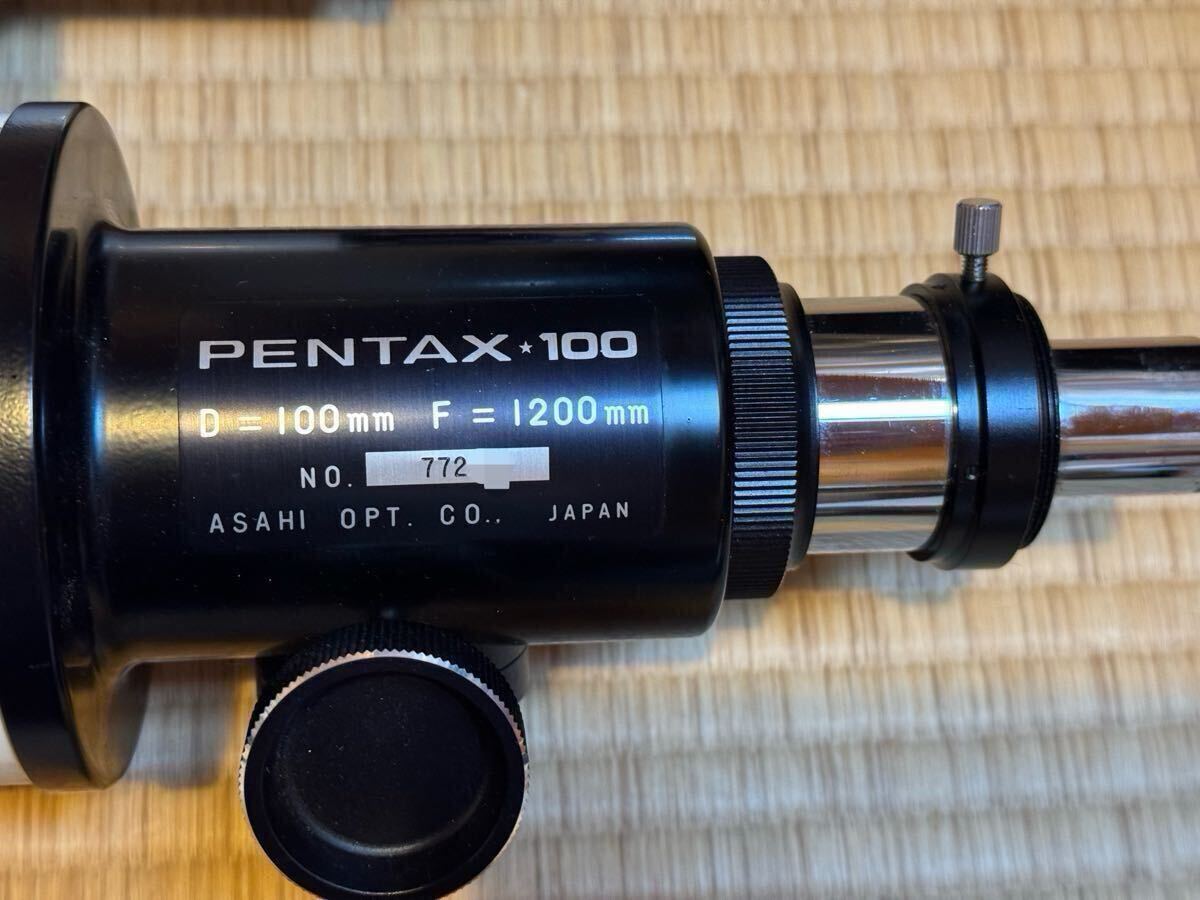 PENTAX★100
D=100mm F=1200mm
NO. 772
ASAHI OPT. CO., JAPAN